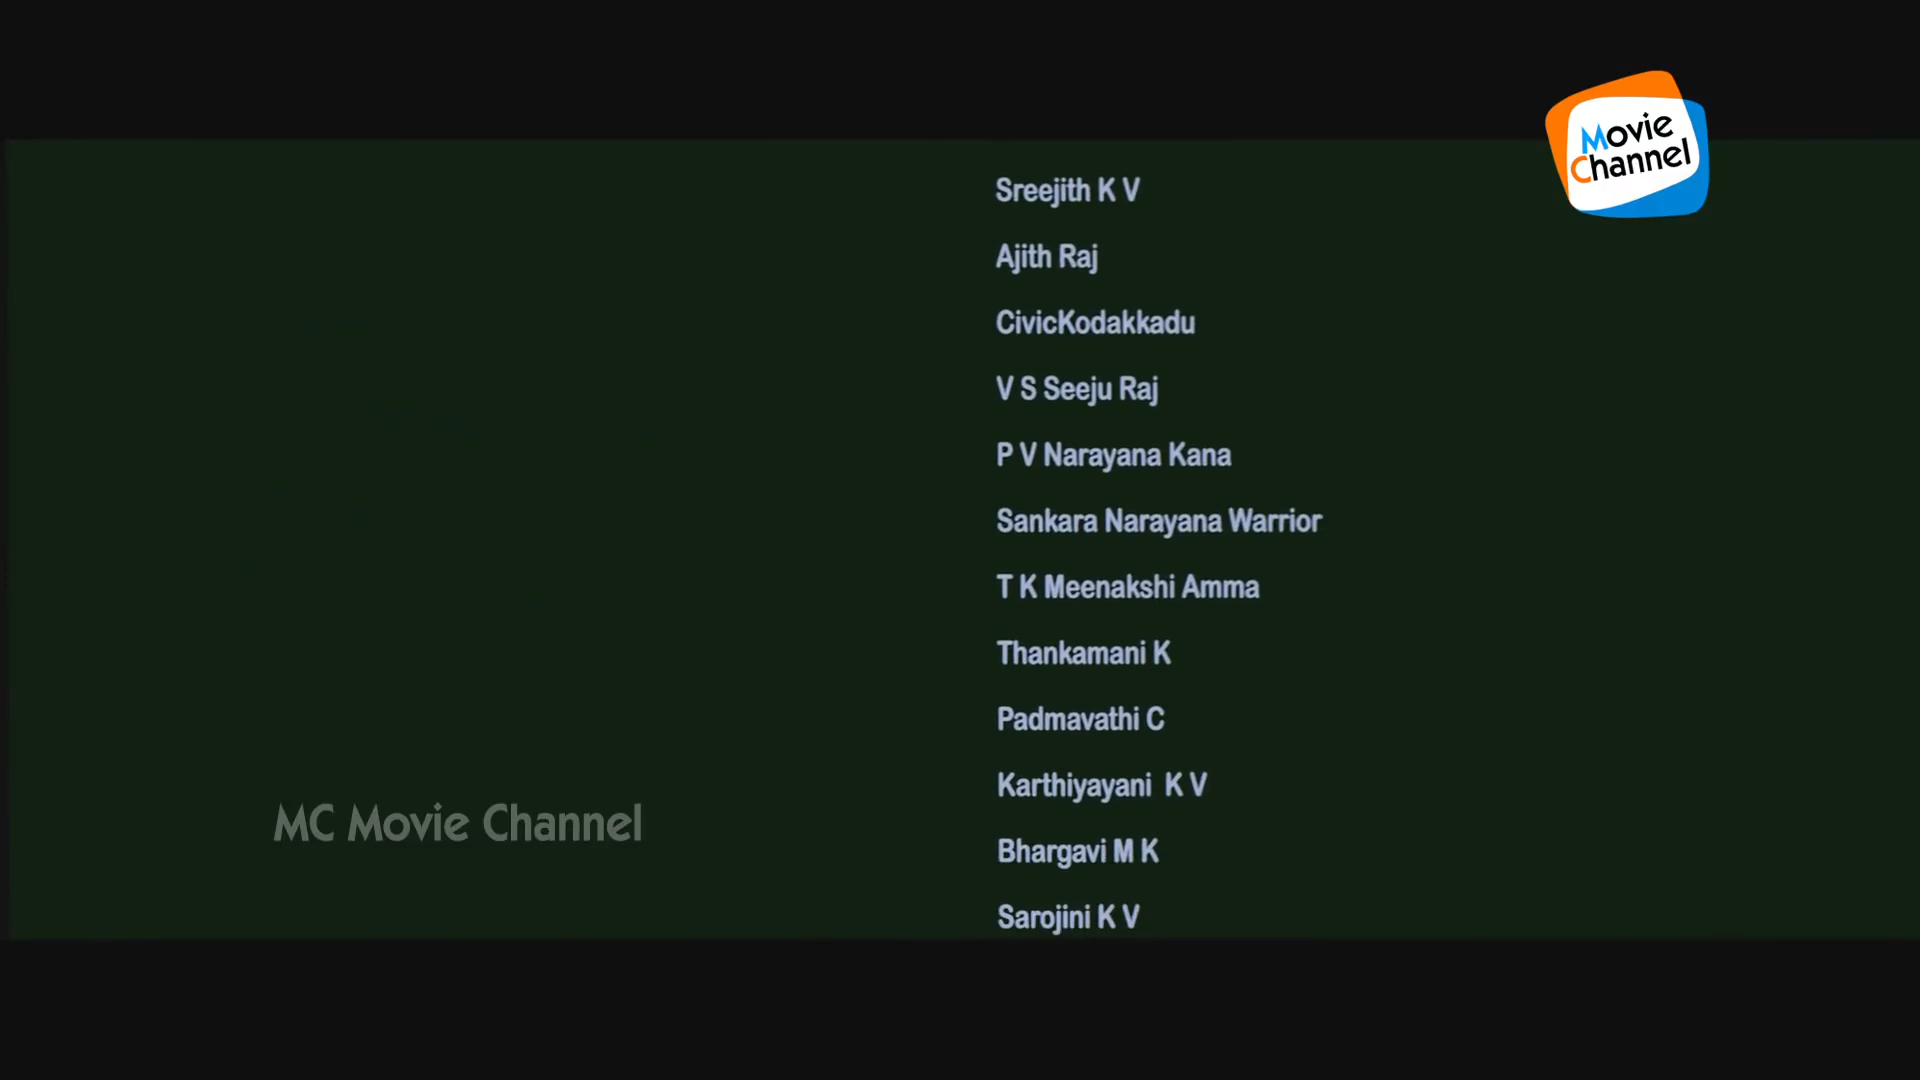 Movie
Channel
Sreejith K V
Ajith Raj
CivicKodakkadu
V S Seeju Raj
P V Narayana Kana
Sankara Narayana Warrior
T K Meenakshi Amma
Thankamani K
Padmavathi C
Karthiyayani K V
MC Movie Channel
Bhargavi M K
Sarojini K V